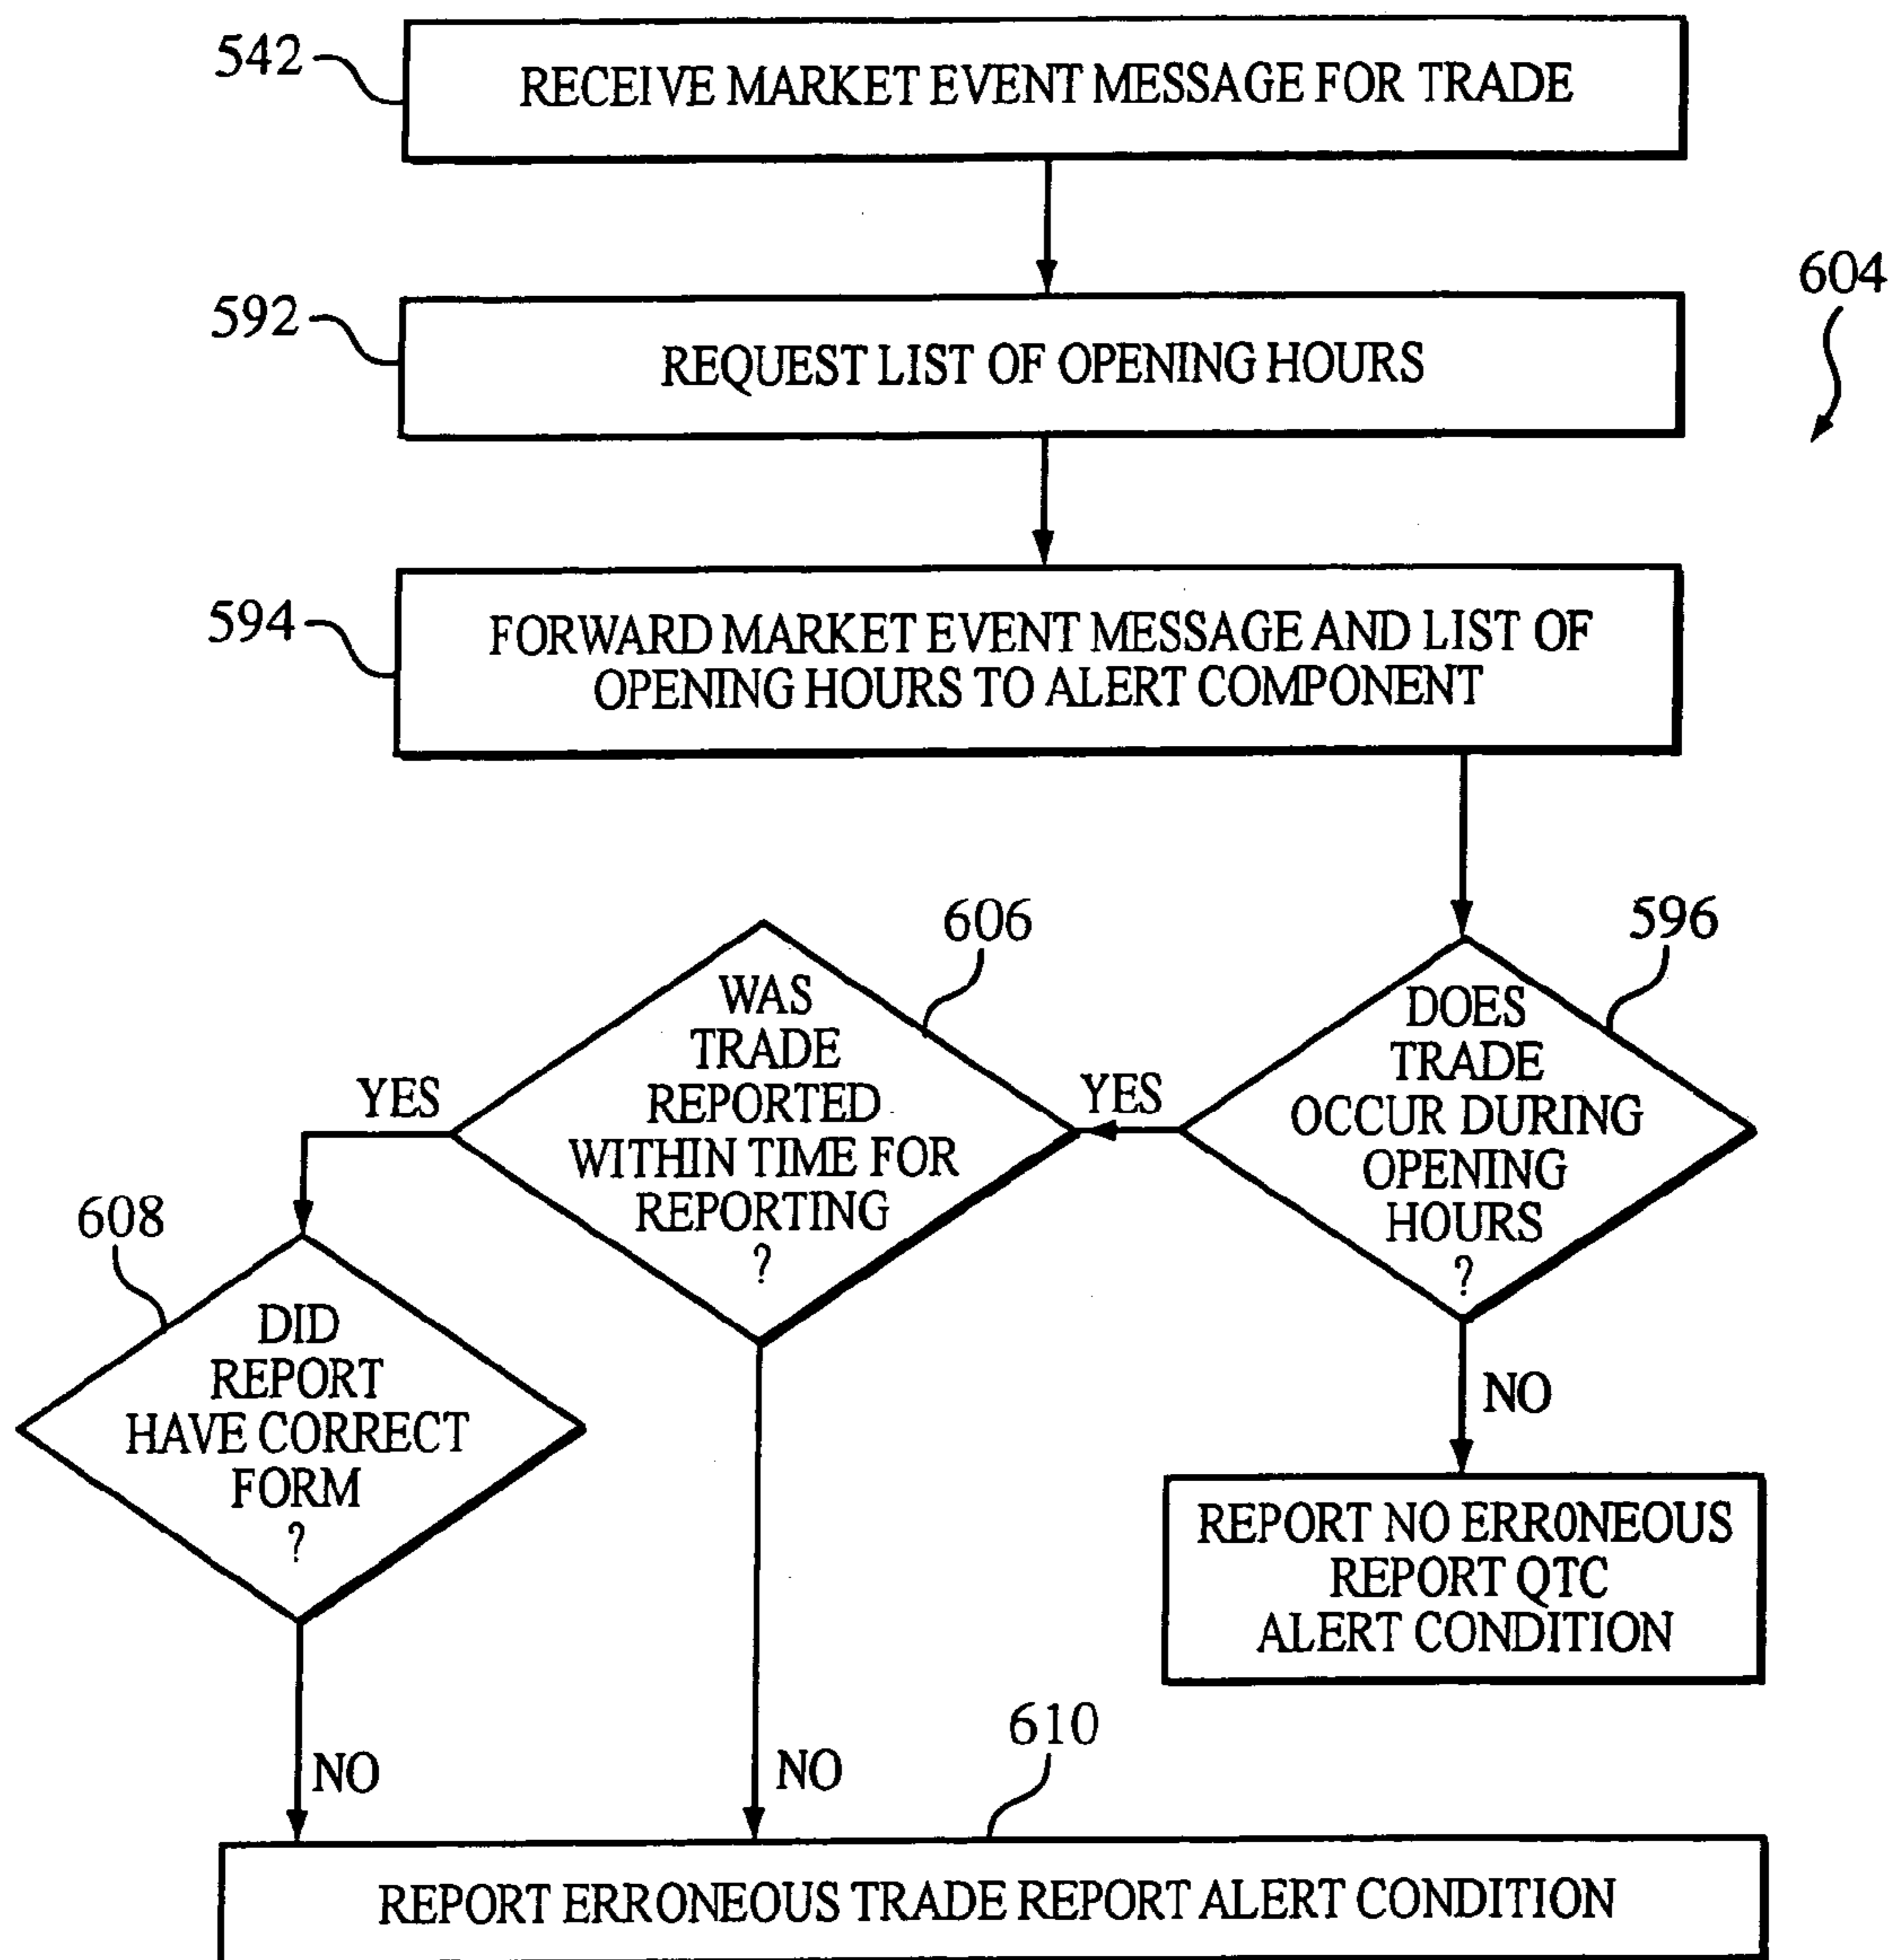 542
RECEIVE MARKET EVENT MESSAGE FOR TRADE
592
REQUEST LIST OF OPENING HOURS
604
594
FORWARD MARKET EVENT MESSAGE AND LIST OF
OPENING HOURS TO ALERT COMPONENT
606
596
WAS
TRADE
REPORTED
WITHIN TIME FOR
REPORTING
?
DOES
TRADE
OCCUR DURING
OPENING
HOURS
?
YES
YES
608
DID
REPORT
HAVE CORRECT
FORM
?
NO
REPORT NO ERRONEOUS
REPORT QTC
ALERT CONDITION
610
NO
NO
REPORT ERRONEOUS TRADE REPORT ALERT CONDITION